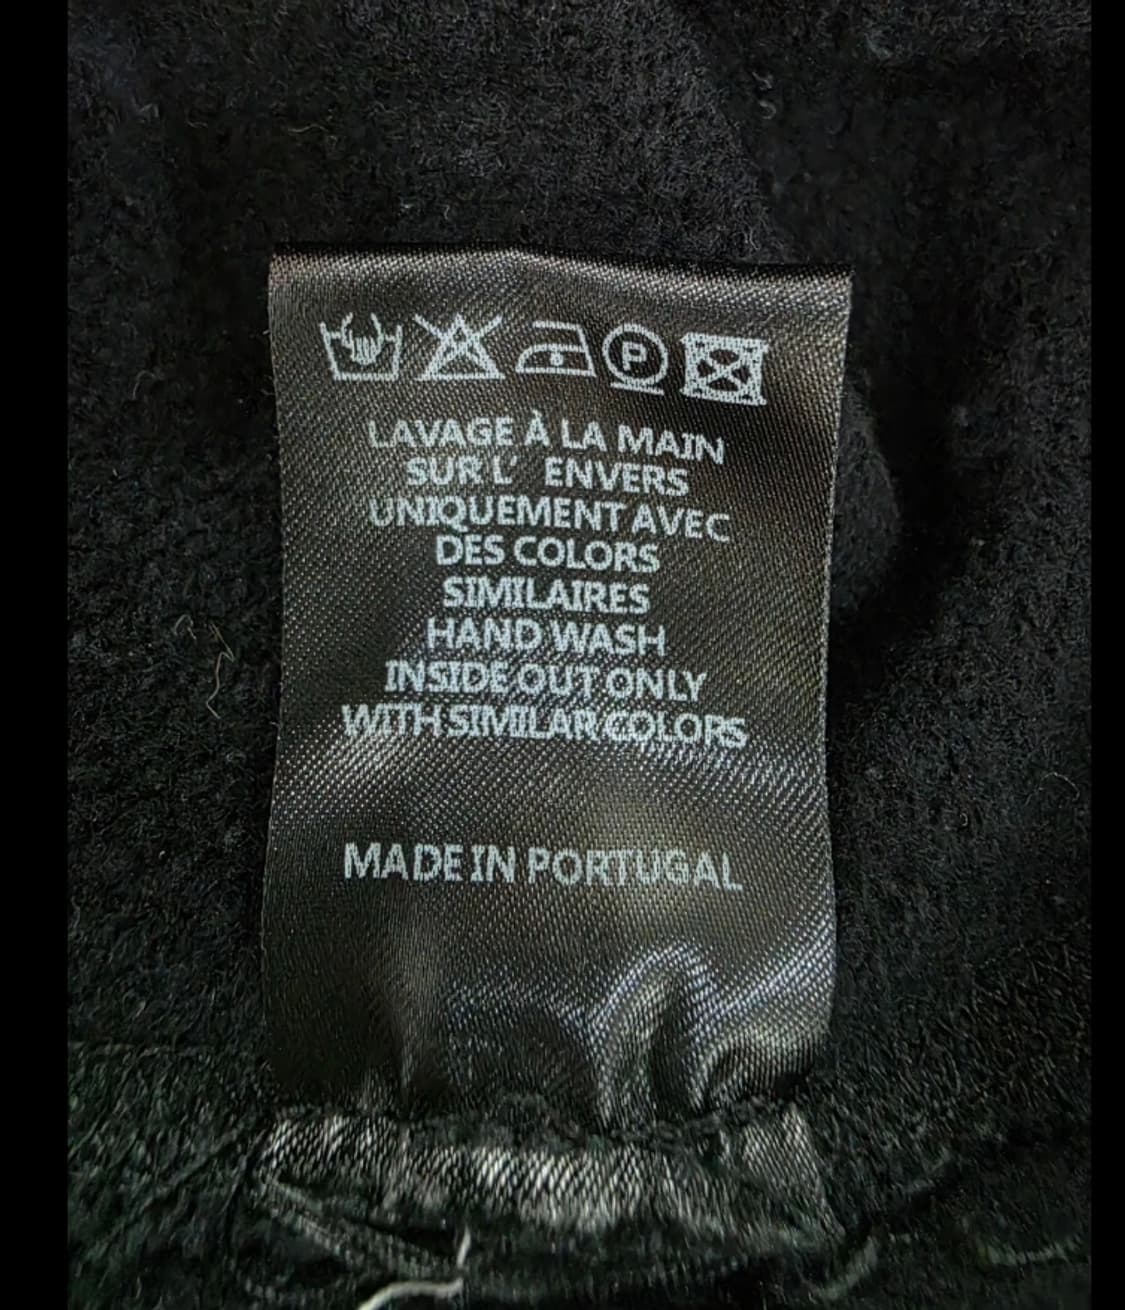 P
LAVAGE À LA MAIN
SUR L’ ENVERS
UNIQUEMENT AVEC
DES COLORS
SIMILAIRES
HAND WASH
INSIDE OUT ONLY
WITH SIMILAR COLORS
MADE IN PORTUGAL